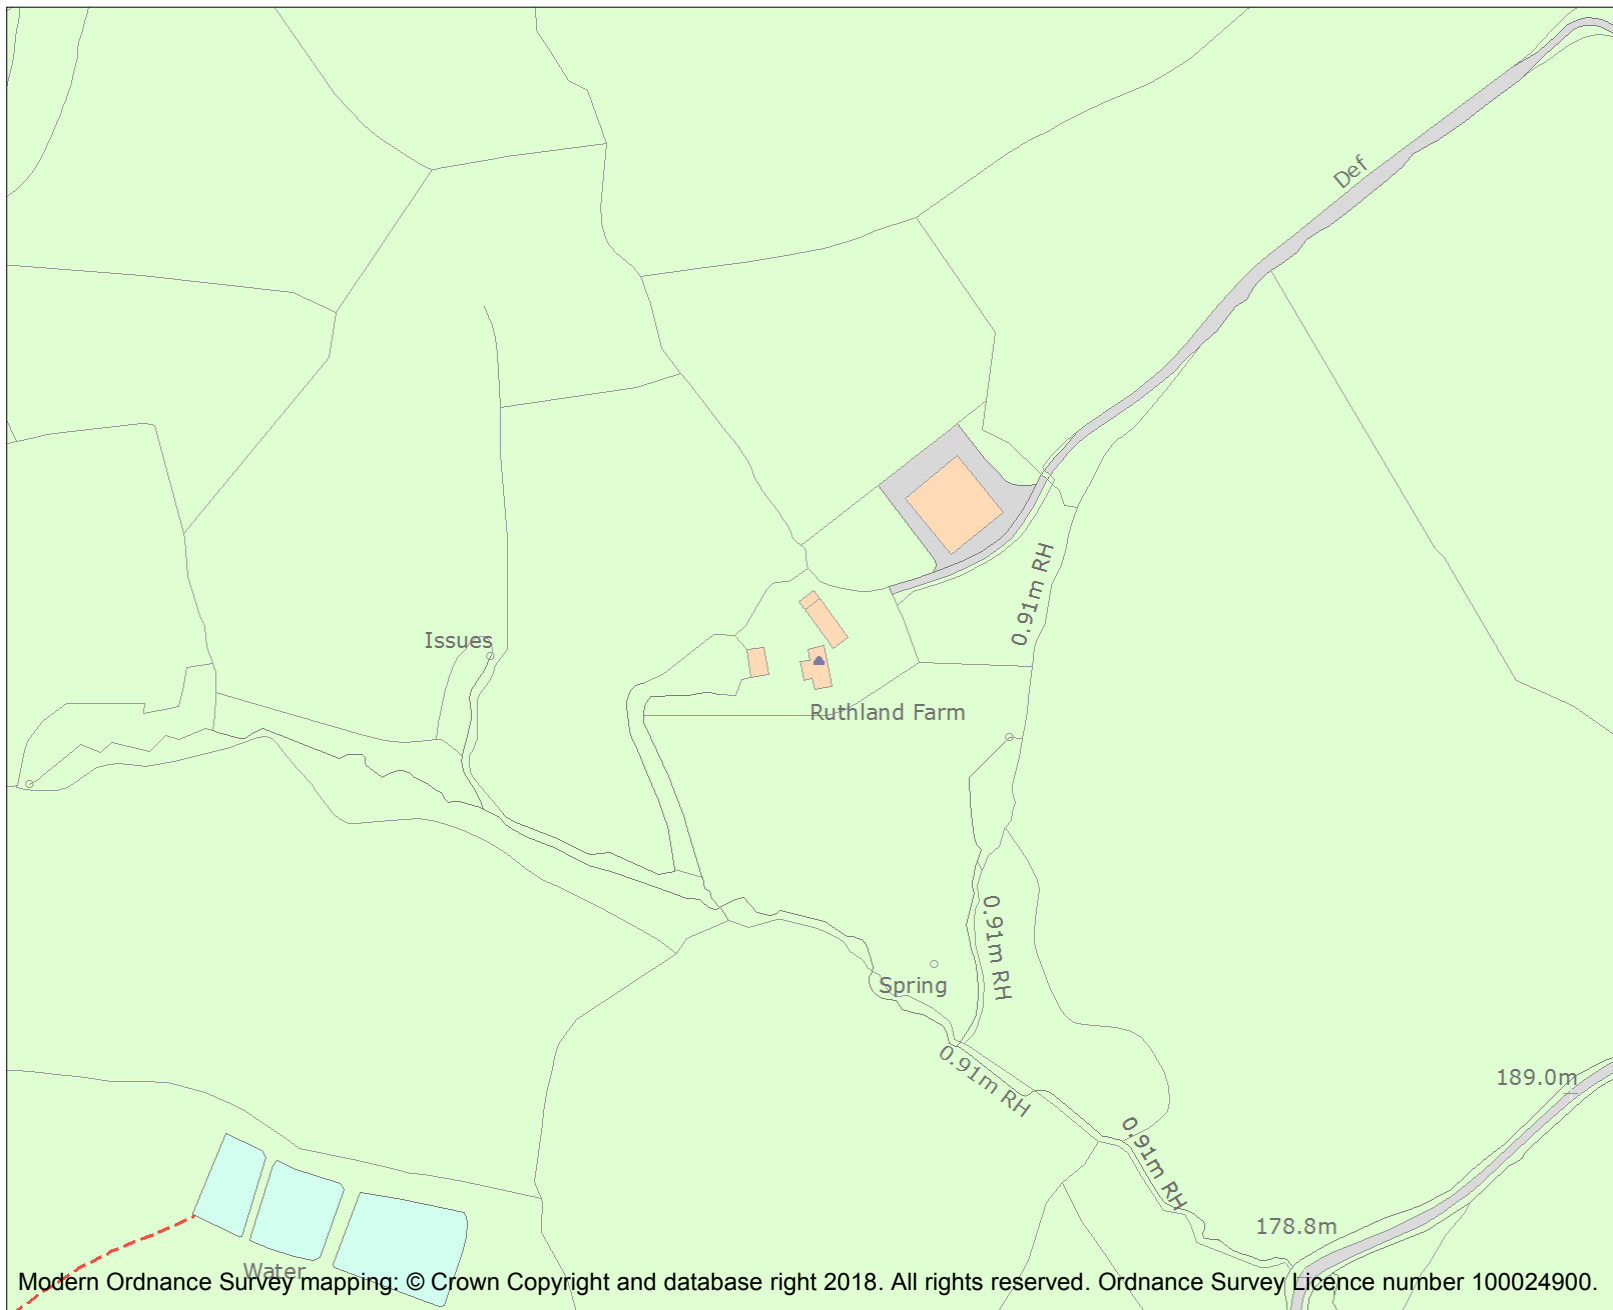 Def
0.91m RH
Issues
Ruthland Farm
0.91m RH
Spring
0.91m RH
189.0m
0.91m RH
178.8m
Water
Modern Ordnance Survey mapping: © Crown Copyright and database right 2018. All rights reserved. Ordnance Survey Licence number 100024900.